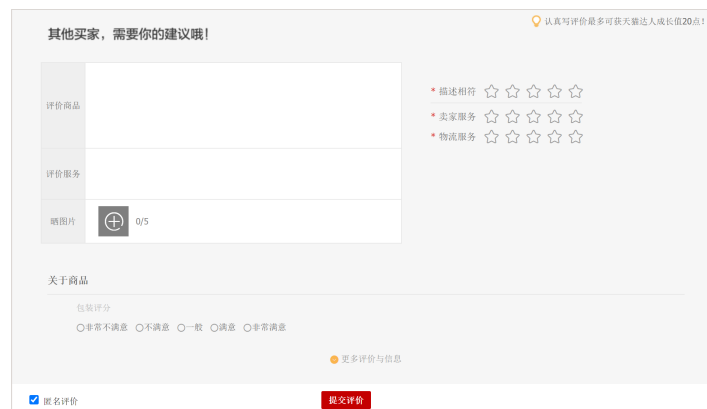 认真写评价最多可获天猫达人成长值20点!
其他买家，需要你的建议哦!
评价商品
* 描述相符
* 卖家服务
* 物流服务
评价服务
晒图片 0/5
关于商品
包装评分
非常不满意 不满意 一般 满意 非常满意
更多评价与信息
匿名评价 提交评价